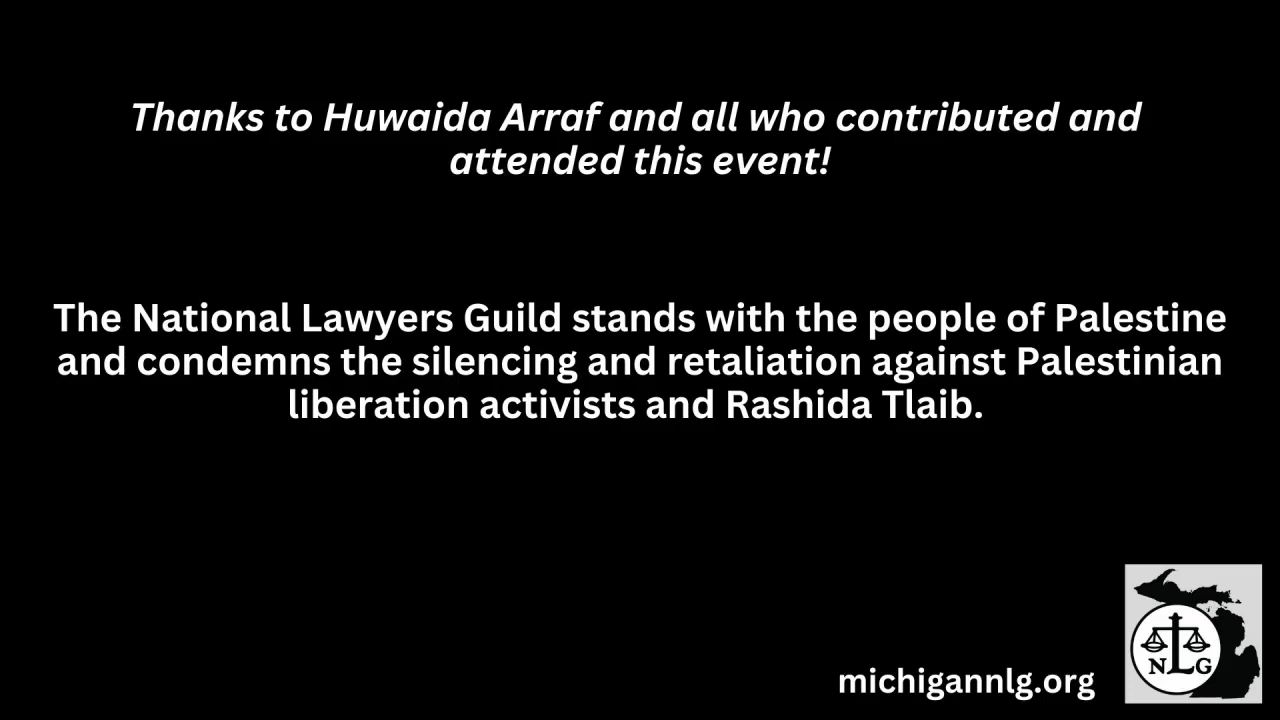 Thanks to Huwaida Arraf and all who contributed and
attended this event!
The National Lawyers Guild stands with the people of Palestine
and condemns the silencing and retaliation against Palestinian
liberation activists and Rashida Tlaib.
NLG
michigannlg.org